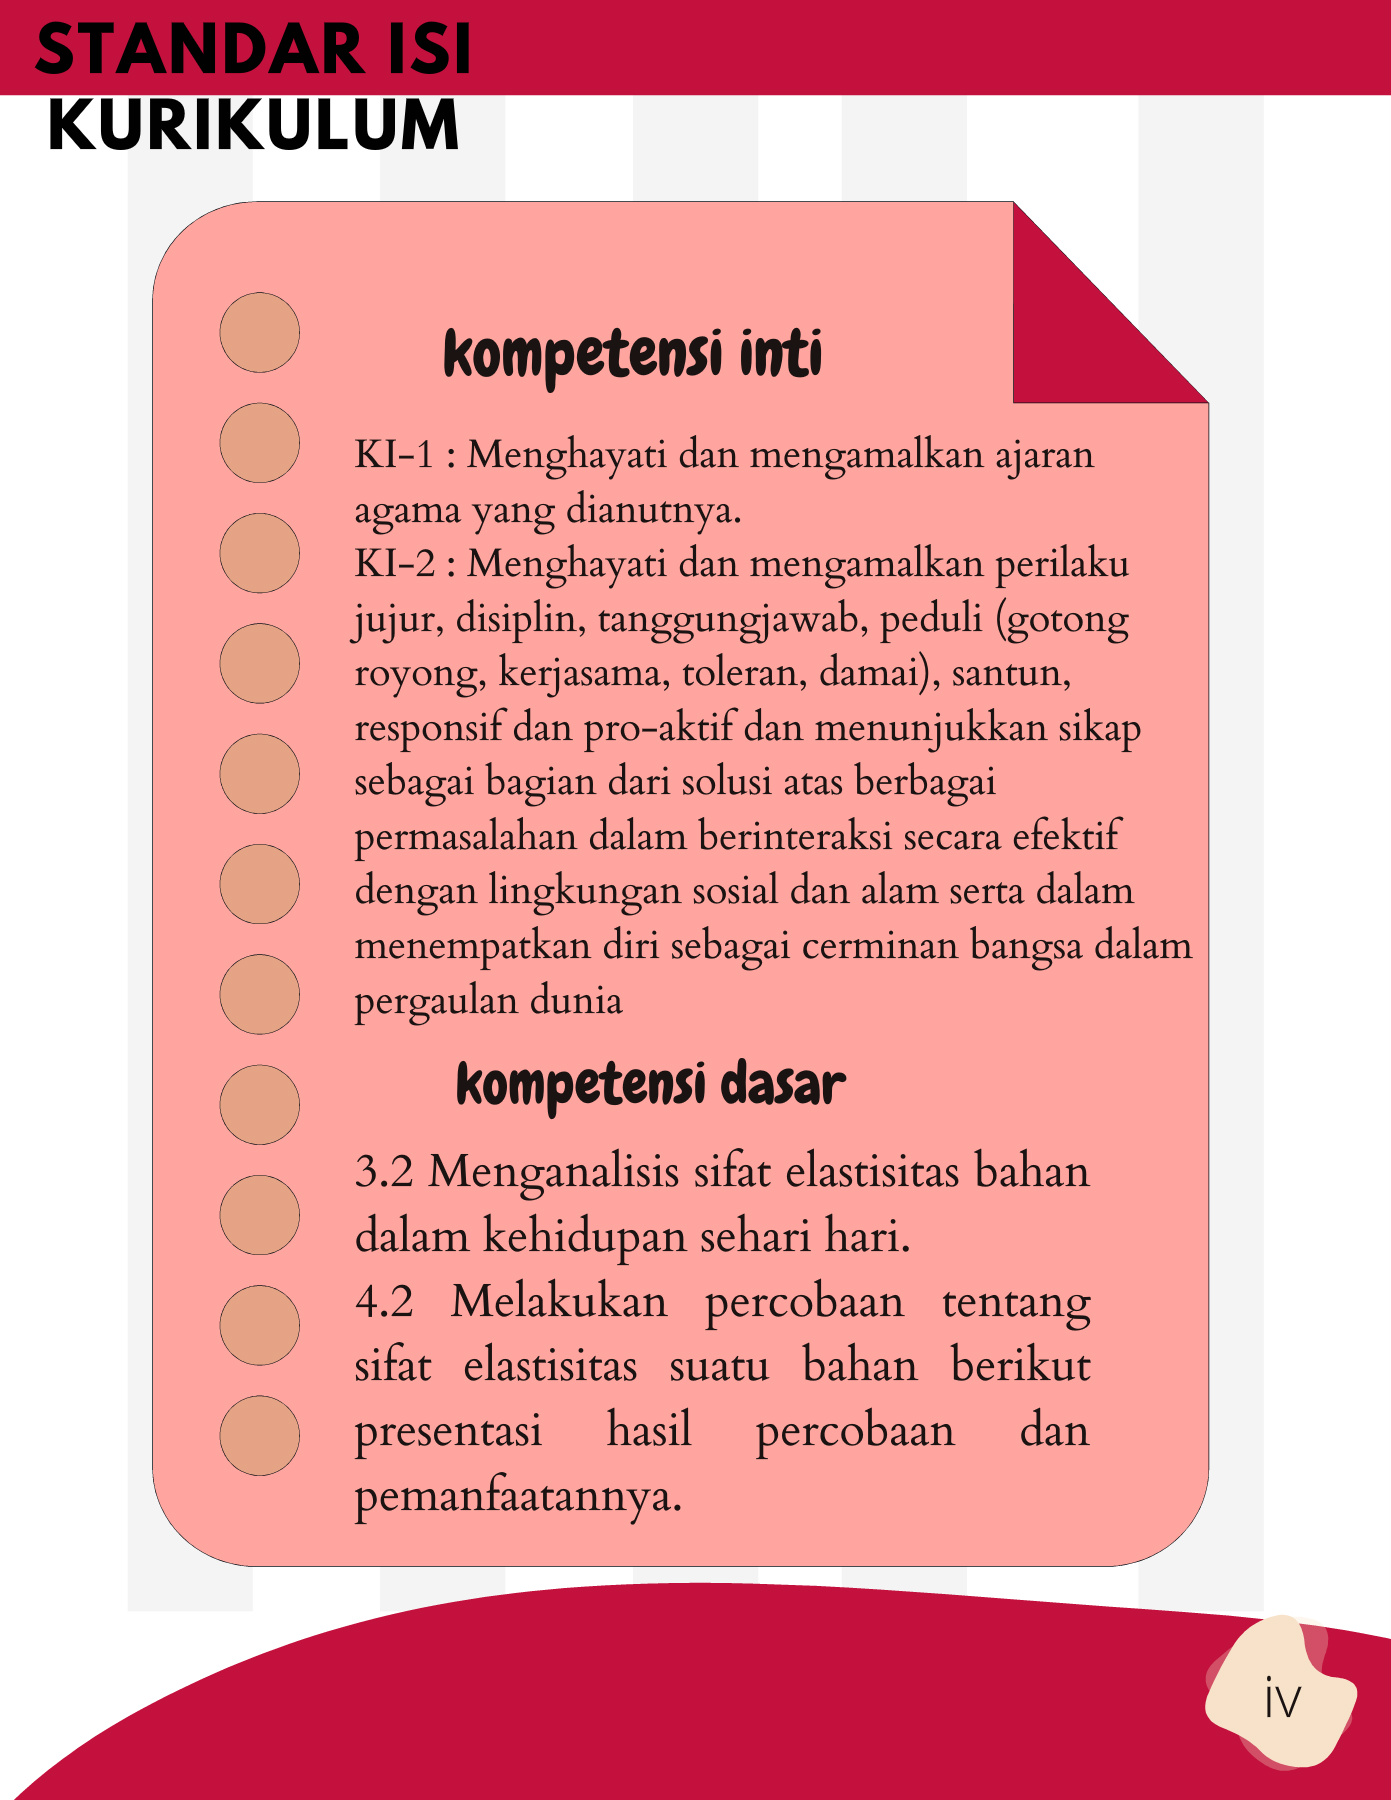 STANDAR ISI
KURIKULUM
kompetensi inti
KI-1 : Menghayati dan mengamalkan ajaran
agama yang dianutnya.
KI-2 : Menghayati dan mengamalkan perilaku
jujur, disiplin, tanggungjawab, peduli (gotong
royong, kerjasama, toleran, damai), santun,
responsif dan pro-aktif dan menunjukkan sikap
sebagai bagian dari solusi atas berbagai
permasalahan dalam berinteraksi secara efektif
dengan lingkungan sosial dan alam serta dalam
menempatkan diri sebagai cerminan bangsa dalam
pergaulan dunia
kompetensi dasar
3.2 Menganalisis sifat elastisitas bahan
dalam kehidupan sehari hari.
4.2 Melakukan percobaan tentang
sifat elastisitas suatu bahan berikut
presentasi hasil percobaan dan
pemanfaatannya.
iv